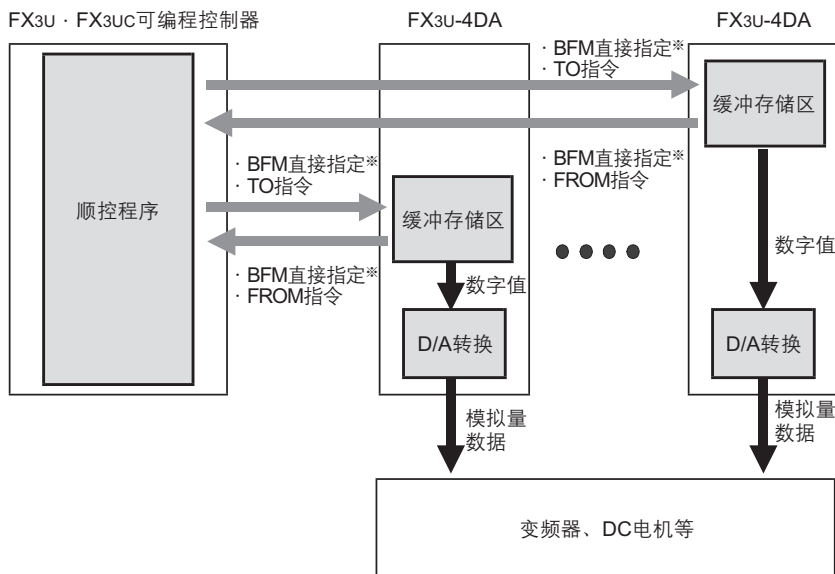 FX3U · FX3UC可编程控制器
FX3U-4DA
FX3U-4DA
· BFM直接指定※
· TO指令
缓冲存储区
· BFM直接指定※
· TO指令
· BFM直接指定※
· FROM指令
顺控程序
缓冲存储区
数字值
· BFM直接指定※
· FROM指令
数字值
D/A转换
D/A转换
模拟量
数据
模拟量
数据
变频器、DC电机等